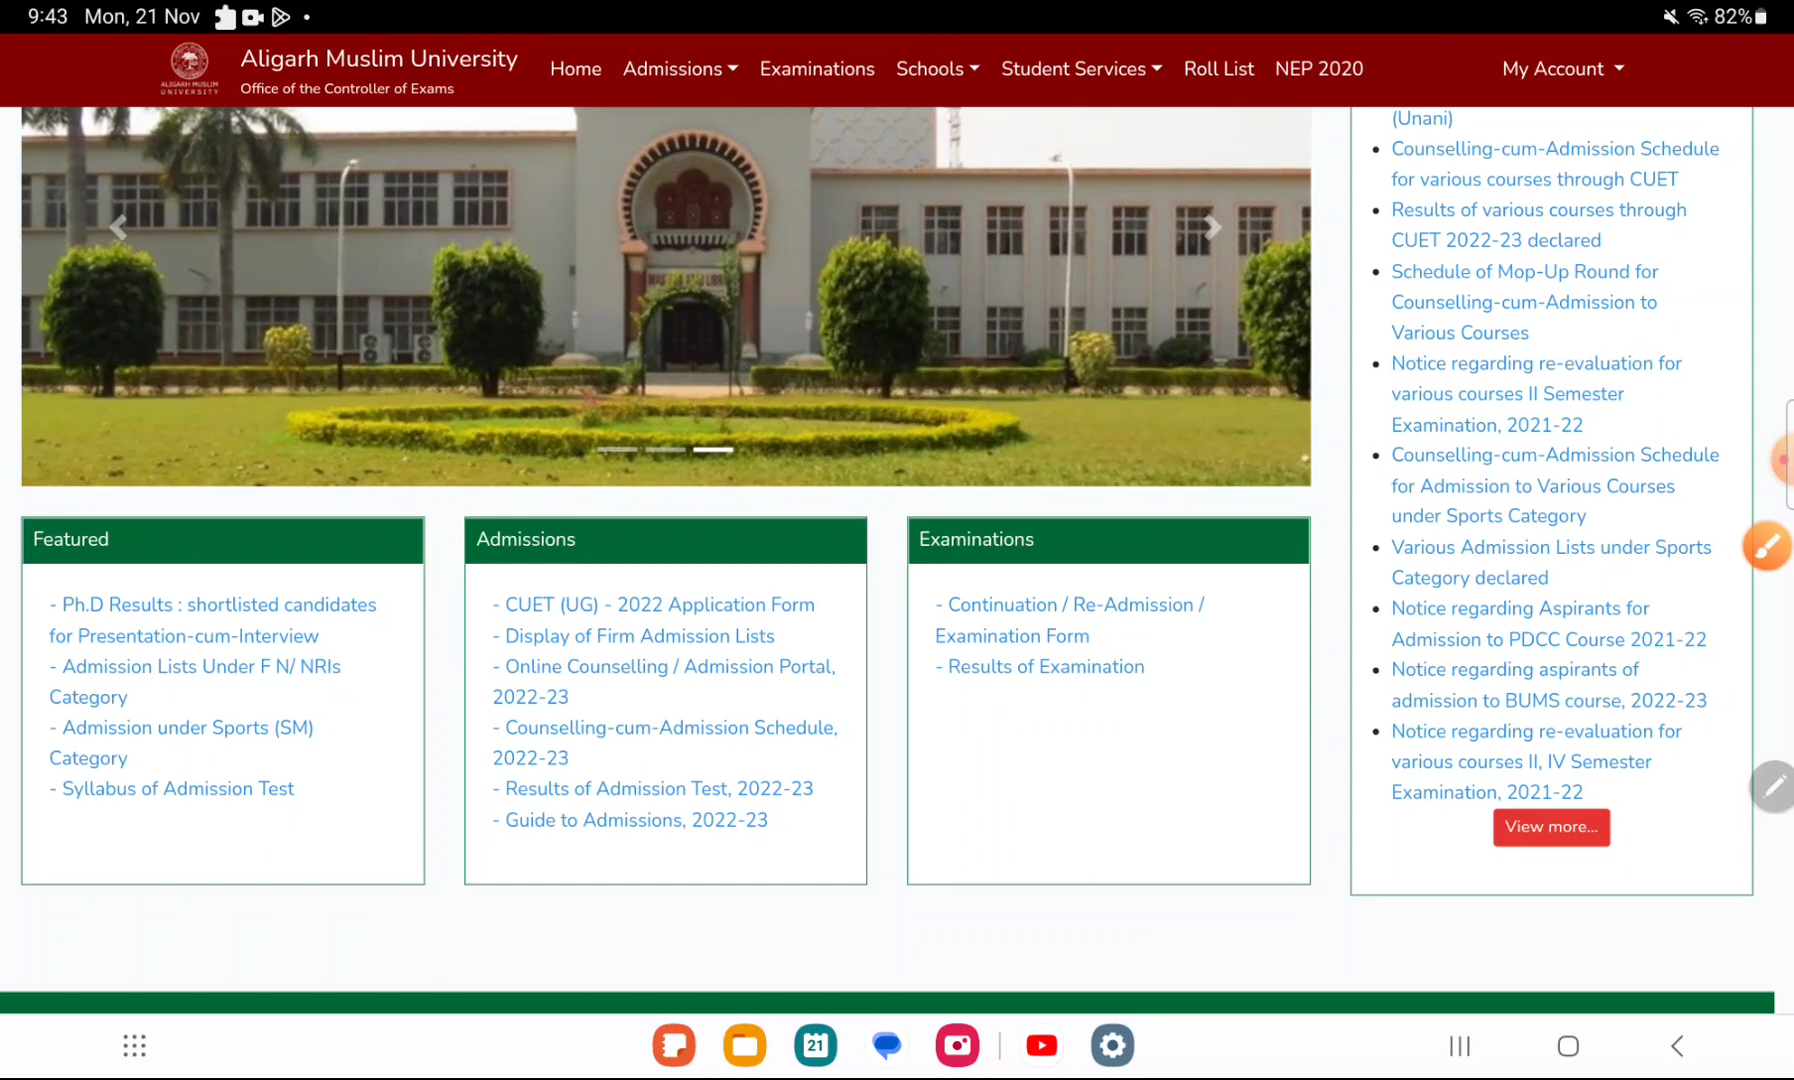 9:43 Mon, 21 Nov
82%
ALIGARH MUSLIM
UNIVERSITY
Aligarh Muslim University
Office of the Controller of Exams
Home Admissions Examinations Schools Student Services Roll List NEP 2020 My Account
(Unani)
Counselling-cum-Admission Schedule
for various courses through CUET
Results of various courses through
CUET 2022-23 declared
Schedule of Mop-Up Round for
Counselling-cum-Admission to
Various Courses
Notice regarding re-evaluation for
various courses II Semester
Examination, 2021-22
Counselling-cum-Admission Schedule
for Admission to Various Courses
under Sports Category
Various Admission Lists under Sports
Category declared
Notice regarding Aspirants for
Admission to PDCC Course 2021-22
Notice regarding aspirants of
admission to BUMS course, 2022-23
Notice regarding re-evaluation for
various courses II, IV Semester
Examination, 2021-22
View more...
Featured
- Ph.D Results : shortlisted candidates
for Presentation-cum-Interview
- Admission Lists Under F N/ NRIs
Category
- Admission under Sports (SM)
Category
- Syllabus of Admission Test
Admissions
- CUET (UG) - 2022 Application Form
- Display of Firm Admission Lists
- Online Counselling / Admission Portal,
2022-23
- Counselling-cum-Admission Schedule,
2022-23
- Results of Admission Test, 2022-23
- Guide to Admissions, 2022-23
Examinations
- Continuation / Re-Admission /
Examination Form
- Results of Examination
21